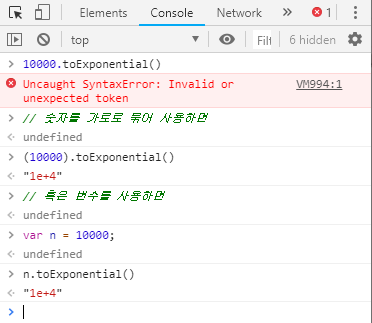 Elements Console Network » 1
top Filt 6 hidden
10000.toExponential()
Uncaught SyntaxError: Invalid or VM994:1
unexpected token
// 숫자를 가로로 묶어 사용하면
undefined
(10000).toExponential()
"1e+4"
// 혹은 변수를 사용하면
undefined
var n = 10000;
undefined
n.toExponential()
"1e+4"